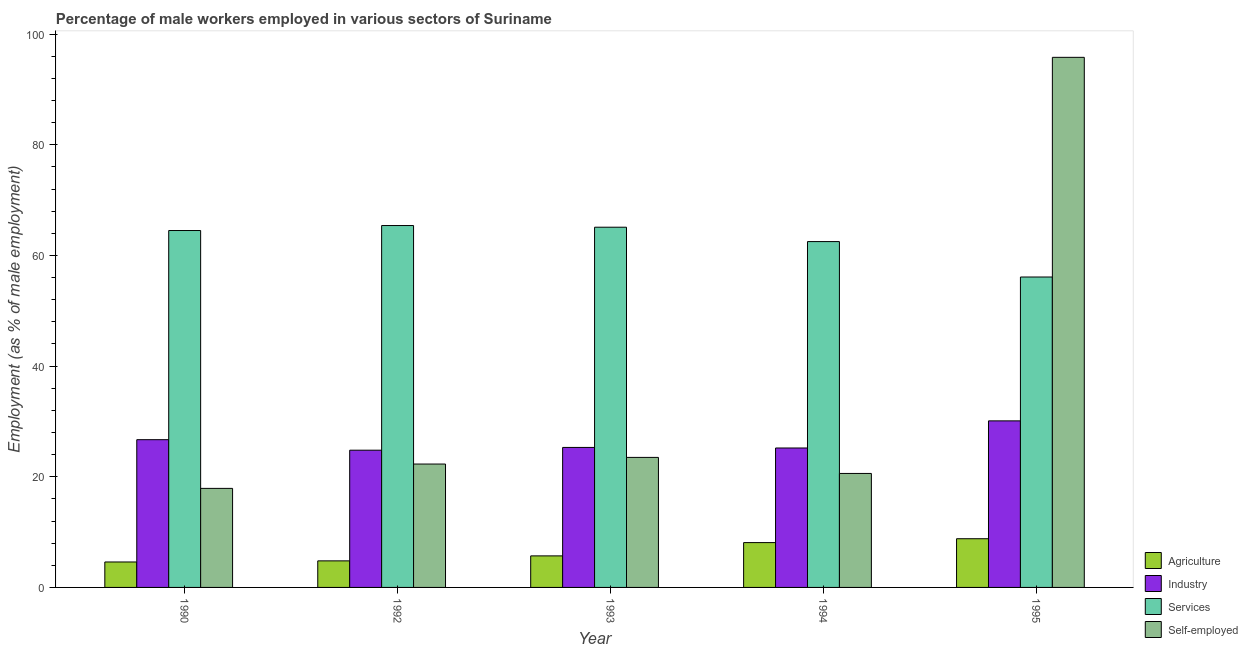 Percentage of male workers employed in various sectors of Suriname
Employment (as % of male employment)
100
80
60
40
20
0
1990
1992
1993
1994
1995
Year
Agriculture
Industry
Services
Self-employed